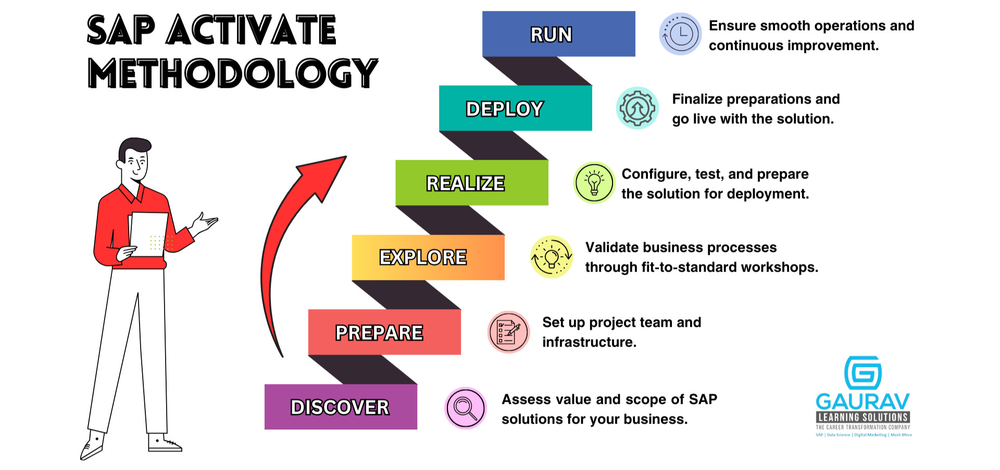 SAP ACTIVATE
METHODOLOGY
RUN
Ensure smooth operations and
continuous improvement.
DEPLOY
Finalize preparations and
go live with the solution.
REALIZE
Configure, test, and prepare
the solution for deployment.
EXPLORE
Validate business processes
through fit-to-standard workshops.
PREPARE
Set up project team and
infrastructure.
DISCOVER
Assess value and scope of SAP
solutions for your business.
GAURAV
LEARNING SOLUTIONS
THE CAREER TRANSFORMATION COMPANY
SAP | Data Science | Digital Marketing | Much More